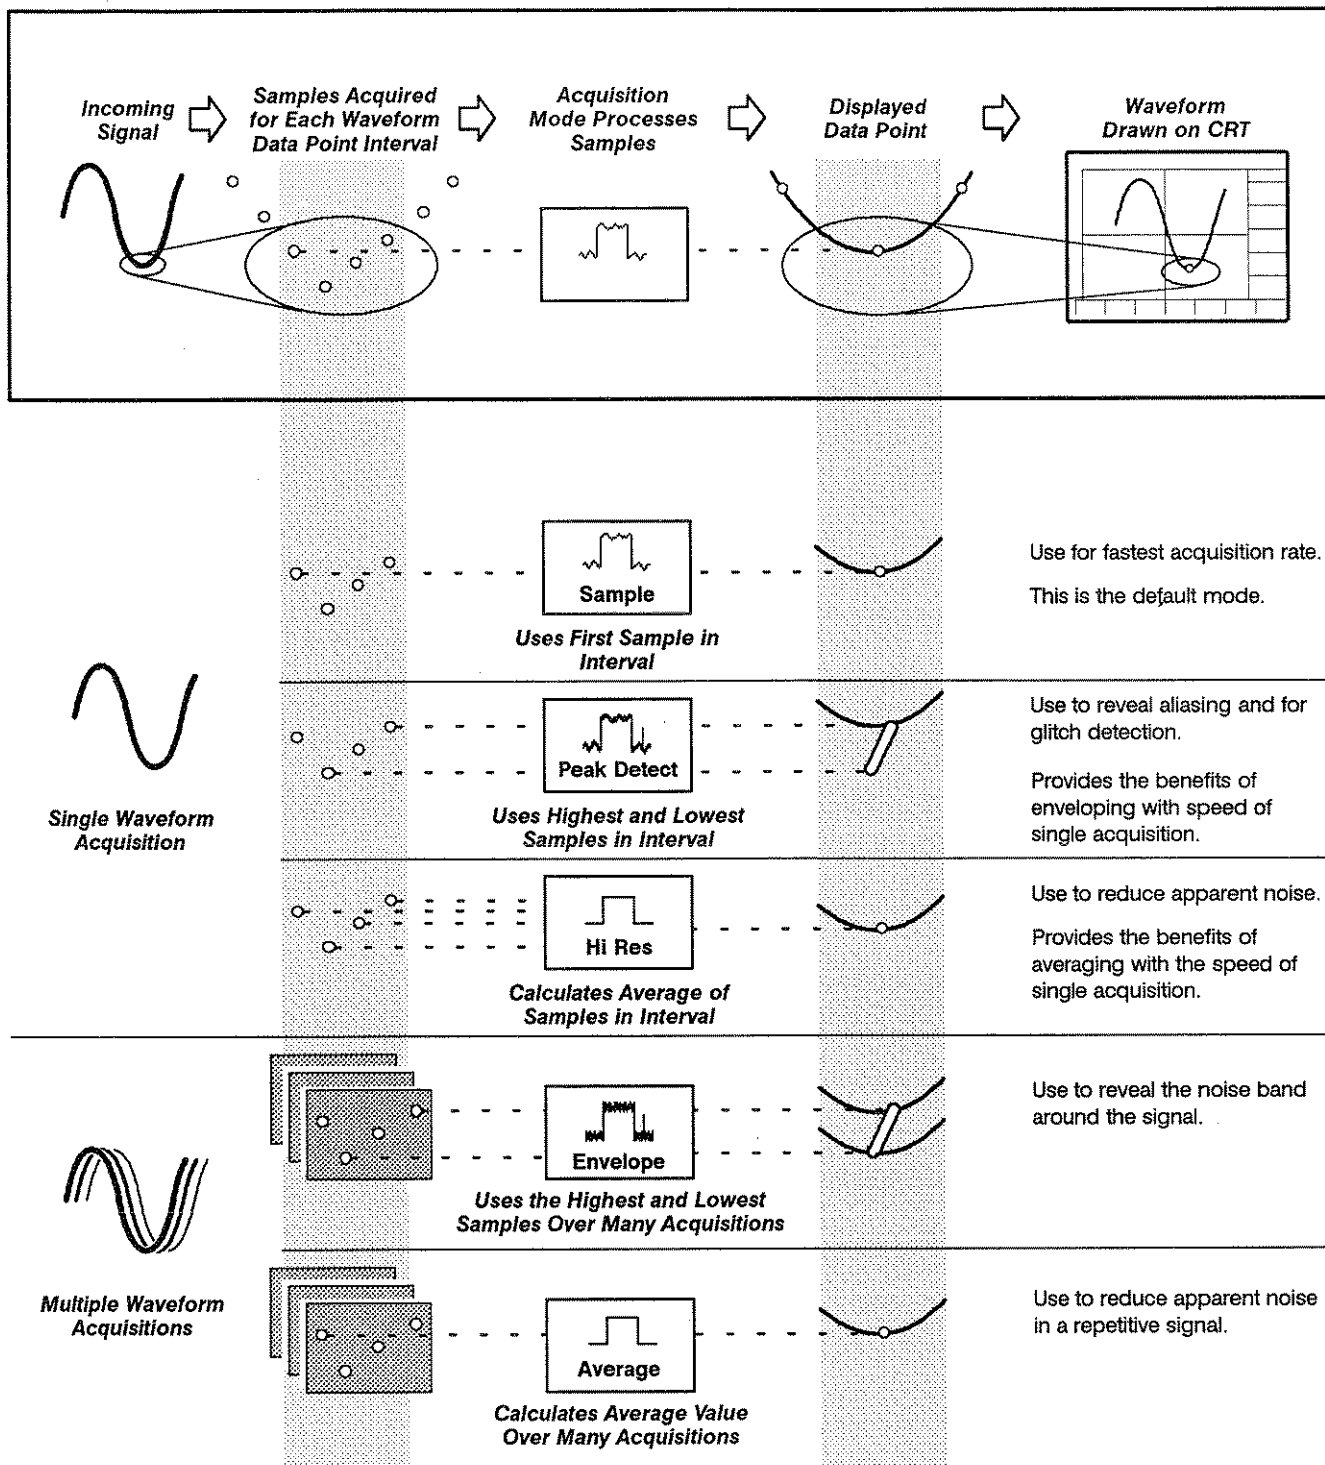 Incoming
Signal
Samples Acquired
for Each Waveform
Data Point Interval
Acquisition
Mode Processes
Samples
Displayed
Data Point
Waveform
Drawn on CRT
Sample
Uses First Sample in
Interval
Use for fastest acquisition rate.
This is the default mode.
Single Waveform
Acquisition
Peak Detect
Uses Highest and Lowest
Samples in Interval
Use to reveal aliasing and for
glitch detection.
Provides the benefits of
enveloping with speed of
single acquisition.
Hi Res
Calculates Average of
Samples in Interval
Use to reduce apparent noise.
Provides the benefits of
averaging with the speed of
single acquisition.
Multiple Waveform
Acquisitions
Envelope
Uses the Highest and Lowest
Samples Over Many Acquisitions
Use to reveal the noise band
around the signal.
Average
Calculates Average Value
Over Many Acquisitions
Use to reduce apparent noise
in a repetitive signal.